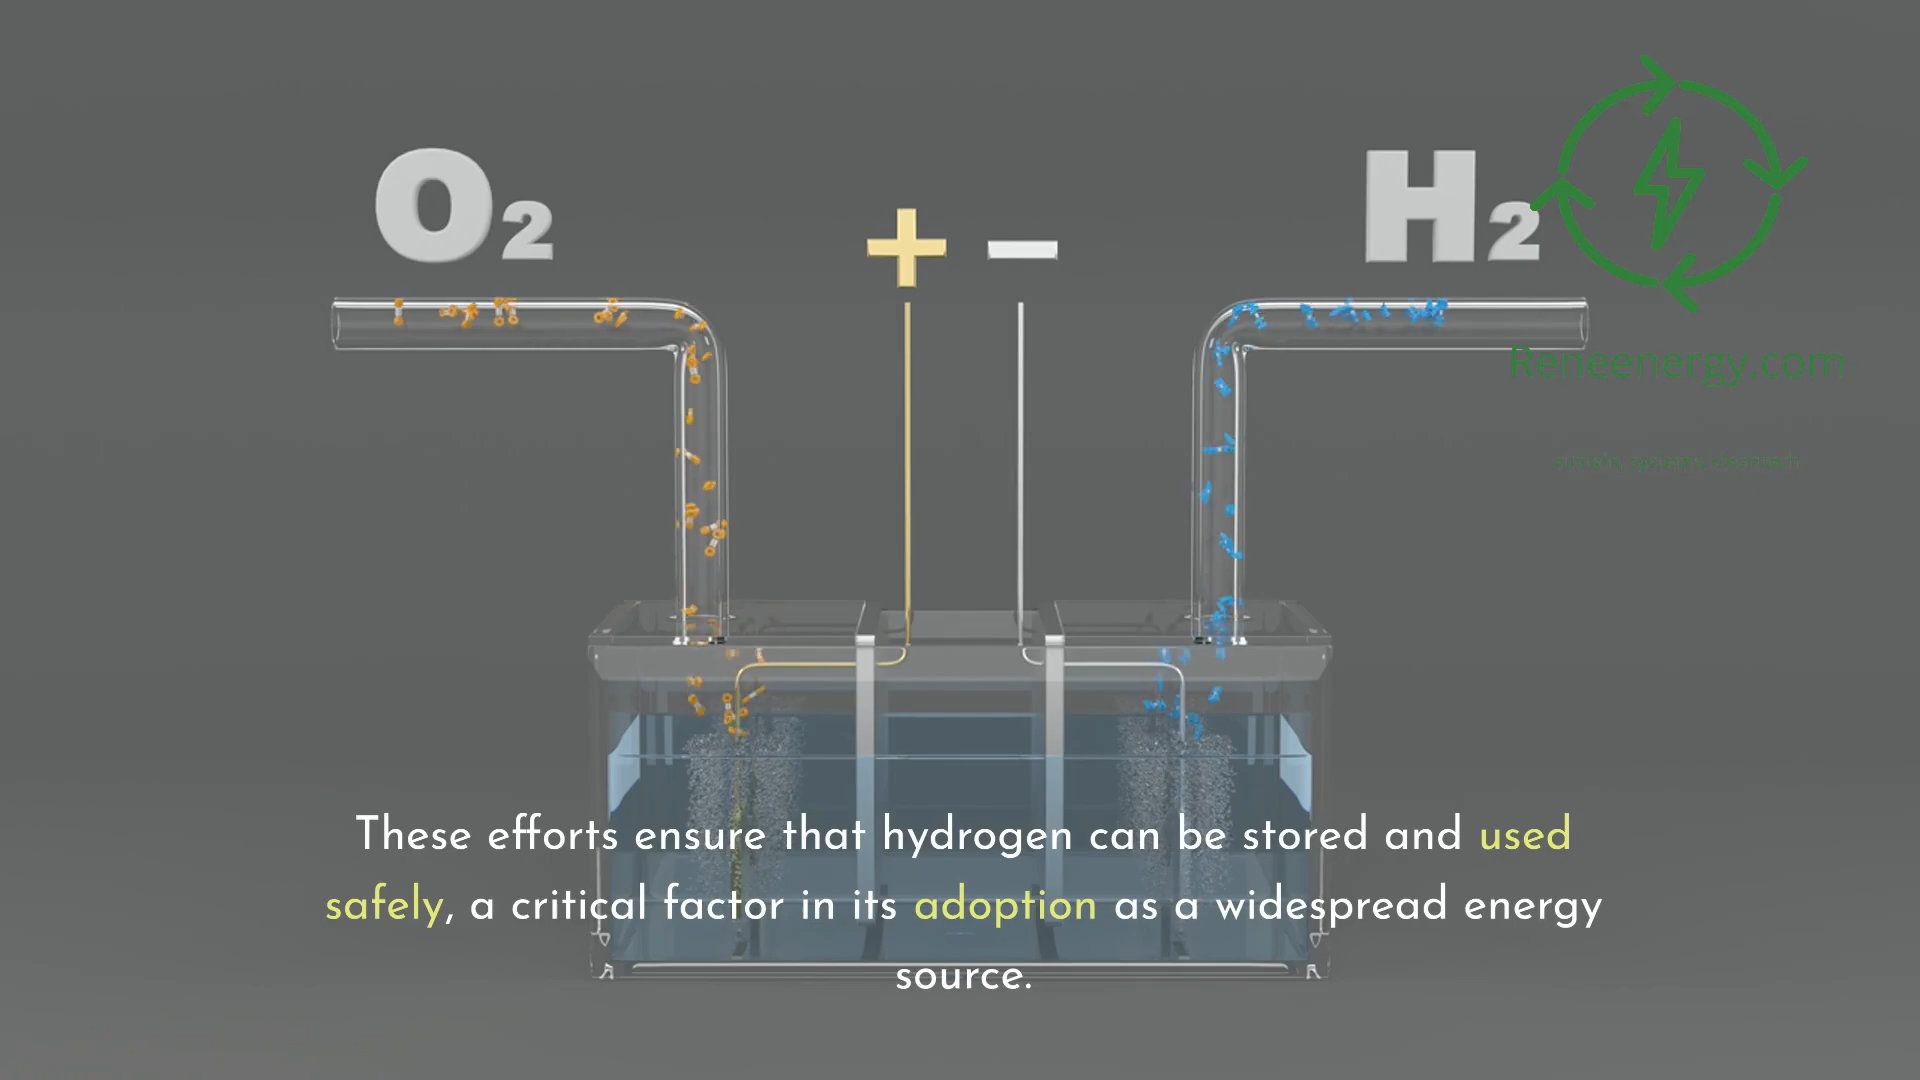 O2
H2
+ −
Reneenergy.com
These efforts ensure that hydrogen can be stored and used
safely, a critical factor in its adoption as a widespread energy
source.